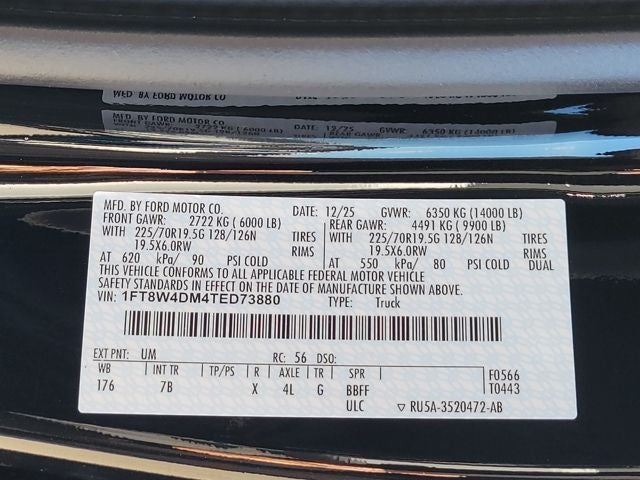 MFD. BY FORD MOTOR CO. DATE: 12/25 GVWR: 6350 KG (14000 LB)
FRONT GAWR: 2722 KG (6000 LB) REAR GAWR: 4491 KG (9900 LB)
WITH 225/70R19.5G 128/126N TIRES WITH 225/70R19.5G 128/126N TIRES
19.5X6.0RW RIMS 19.5X6.0RW RIMS
AT 620 kPa/ 90 PSI COLD AT 550 kPa/ 80 PSI COLD DUAL
THIS VEHICLE CONFORMS TO ALL APPLICABLE FEDERAL MOTOR VEHICLE
SAFETY STANDARDS IN EFFECT ON THE DATE OF MANUFACTURE SHOWN ABOVE.
VIN: 1FT8W4DM4TED73880 TYPE: Truck
EXT PNT: UM RC: 56 DSO:
WB INT TR TP/PS R AXLE TR SPR F0566
176 7B X 4L G BBFF T0443
ULC ▽ RU5A-3520472-AB